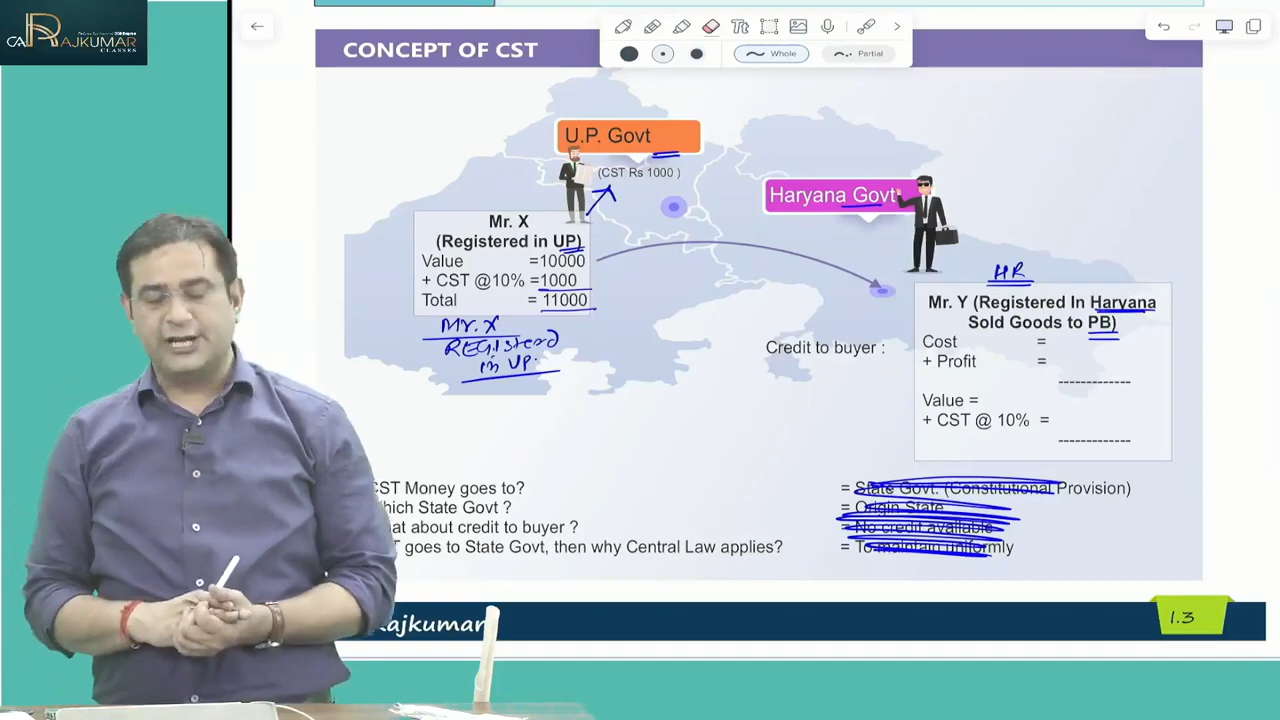 CA RAJKUMAR
CLASSES
Tt
Whole
Partial
CONCEPT OF CST
U.P. Govt
(CST Rs 1000 )
Haryana Govt
Mr. X
(Registered in UP)
Value =10000
+ CST @10% =1000
Total = 11000
Mr. X
REGIStered
in UP.
HR
Mr. Y (Registered In Haryana
Sold Goods to PB)
Cost =
+ Profit =
-------------
Value =
+ CST @ 10% =
-------------
Credit to buyer :
CST Money goes to? = State Govt. (Constitutional Provision)
hich State Govt ? = Origin State
at about credit to buyer ? = No credit available
T goes to State Govt, then why Central Law applies? = To maintain uniformly
Rajkumar
1.3